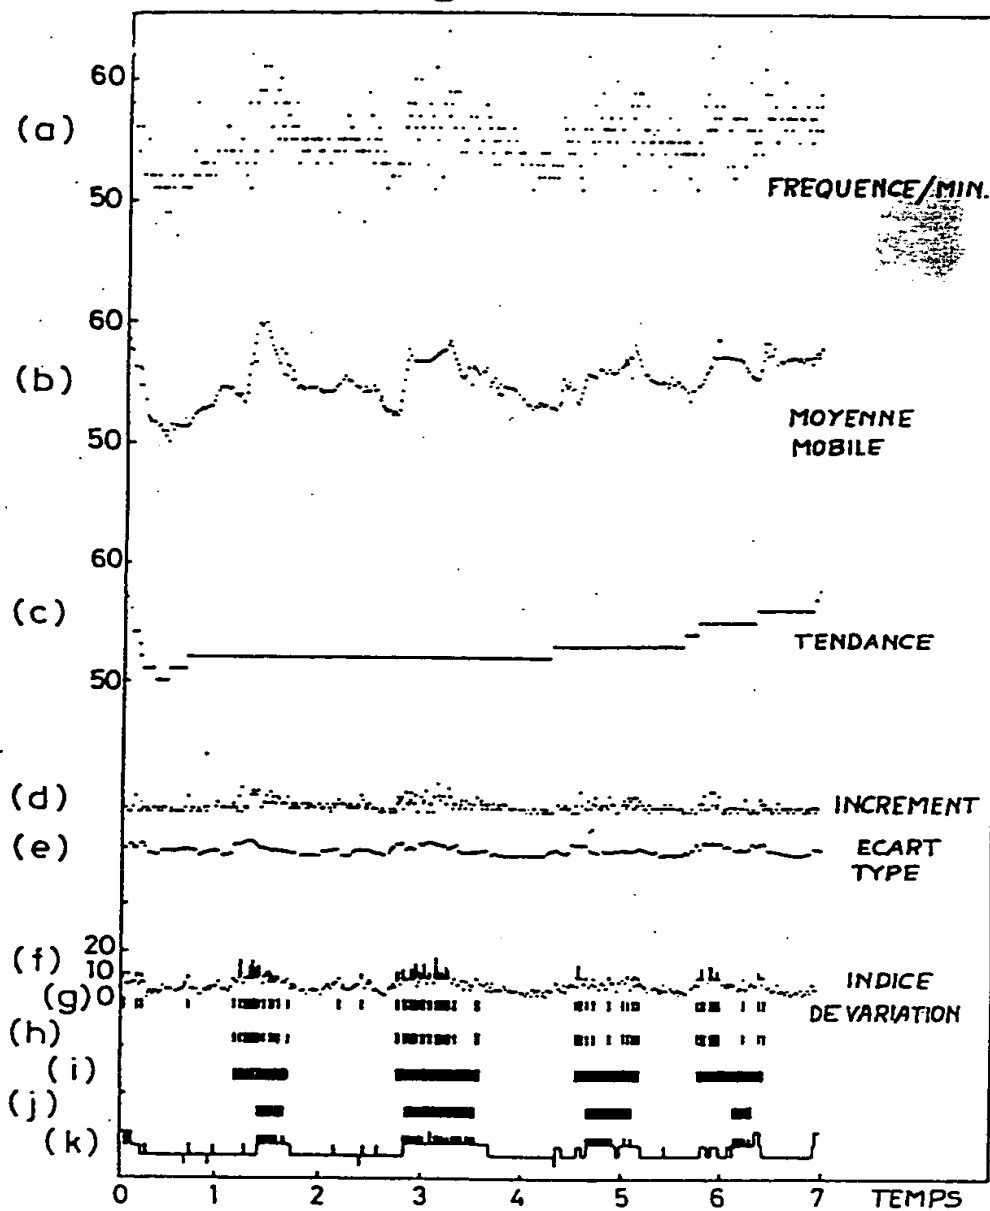 60
(a)
50
FREQUENCE/MIN.
60
(b)
50
MOYENNE
MOBILE
60
(c)
TENDANCE
50
(d)
INCREMENT
(e)
ECART
TYPE
20
(f)
10
INDICE
(g)
0
DE VARIATION
(h)
(i)
(j)
(k)
0 1 2 3 4 5 6 7 TEMPS